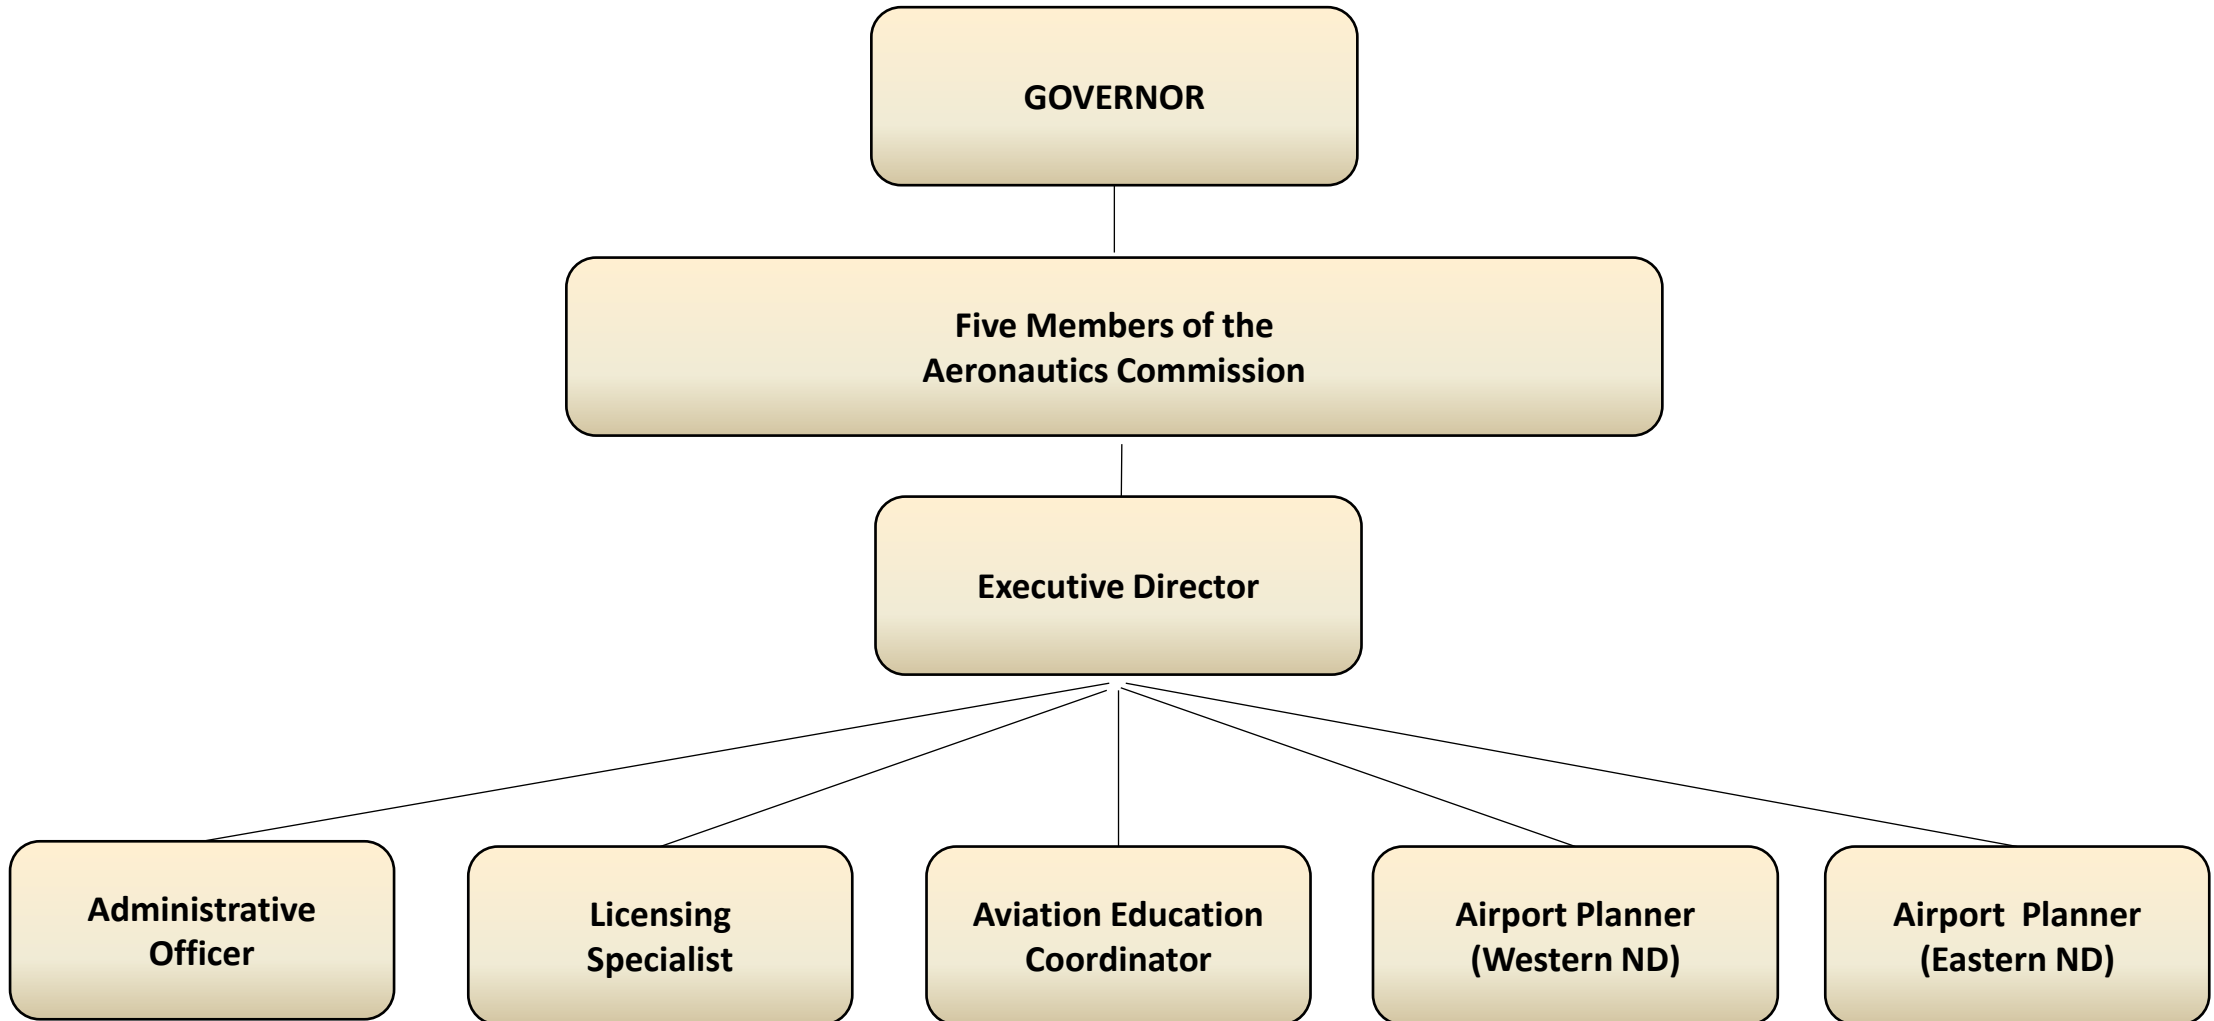 GOVERNOR
Five Members of the
Aeronautics Commission
Executive Director
Administrative
Officer
Licensing
Specialist
Aviation Education
Coordinator
Airport Planner
(Western ND)
Airport  Planner
(Eastern ND)